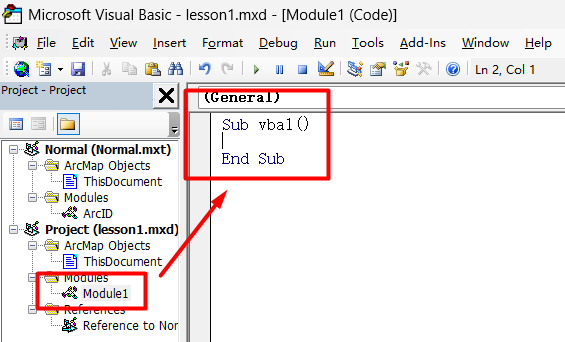 Microsoft Visual Basic - lesson1.mxd - [Module1 (Code)]
File Edit View Insert Format Debug Run Tools Add-Ins Window Help
Ln 2, Col 1
Project - Project
(General)
Sub vba1()
End Sub
Normal (Normal.mxt)
ArcMap Objects
ThisDocument
Modules
ArcID
Project (lesson1.mxd)
ArcMap Objects
ThisDocument
Modules
Module1
References
Reference to Nor